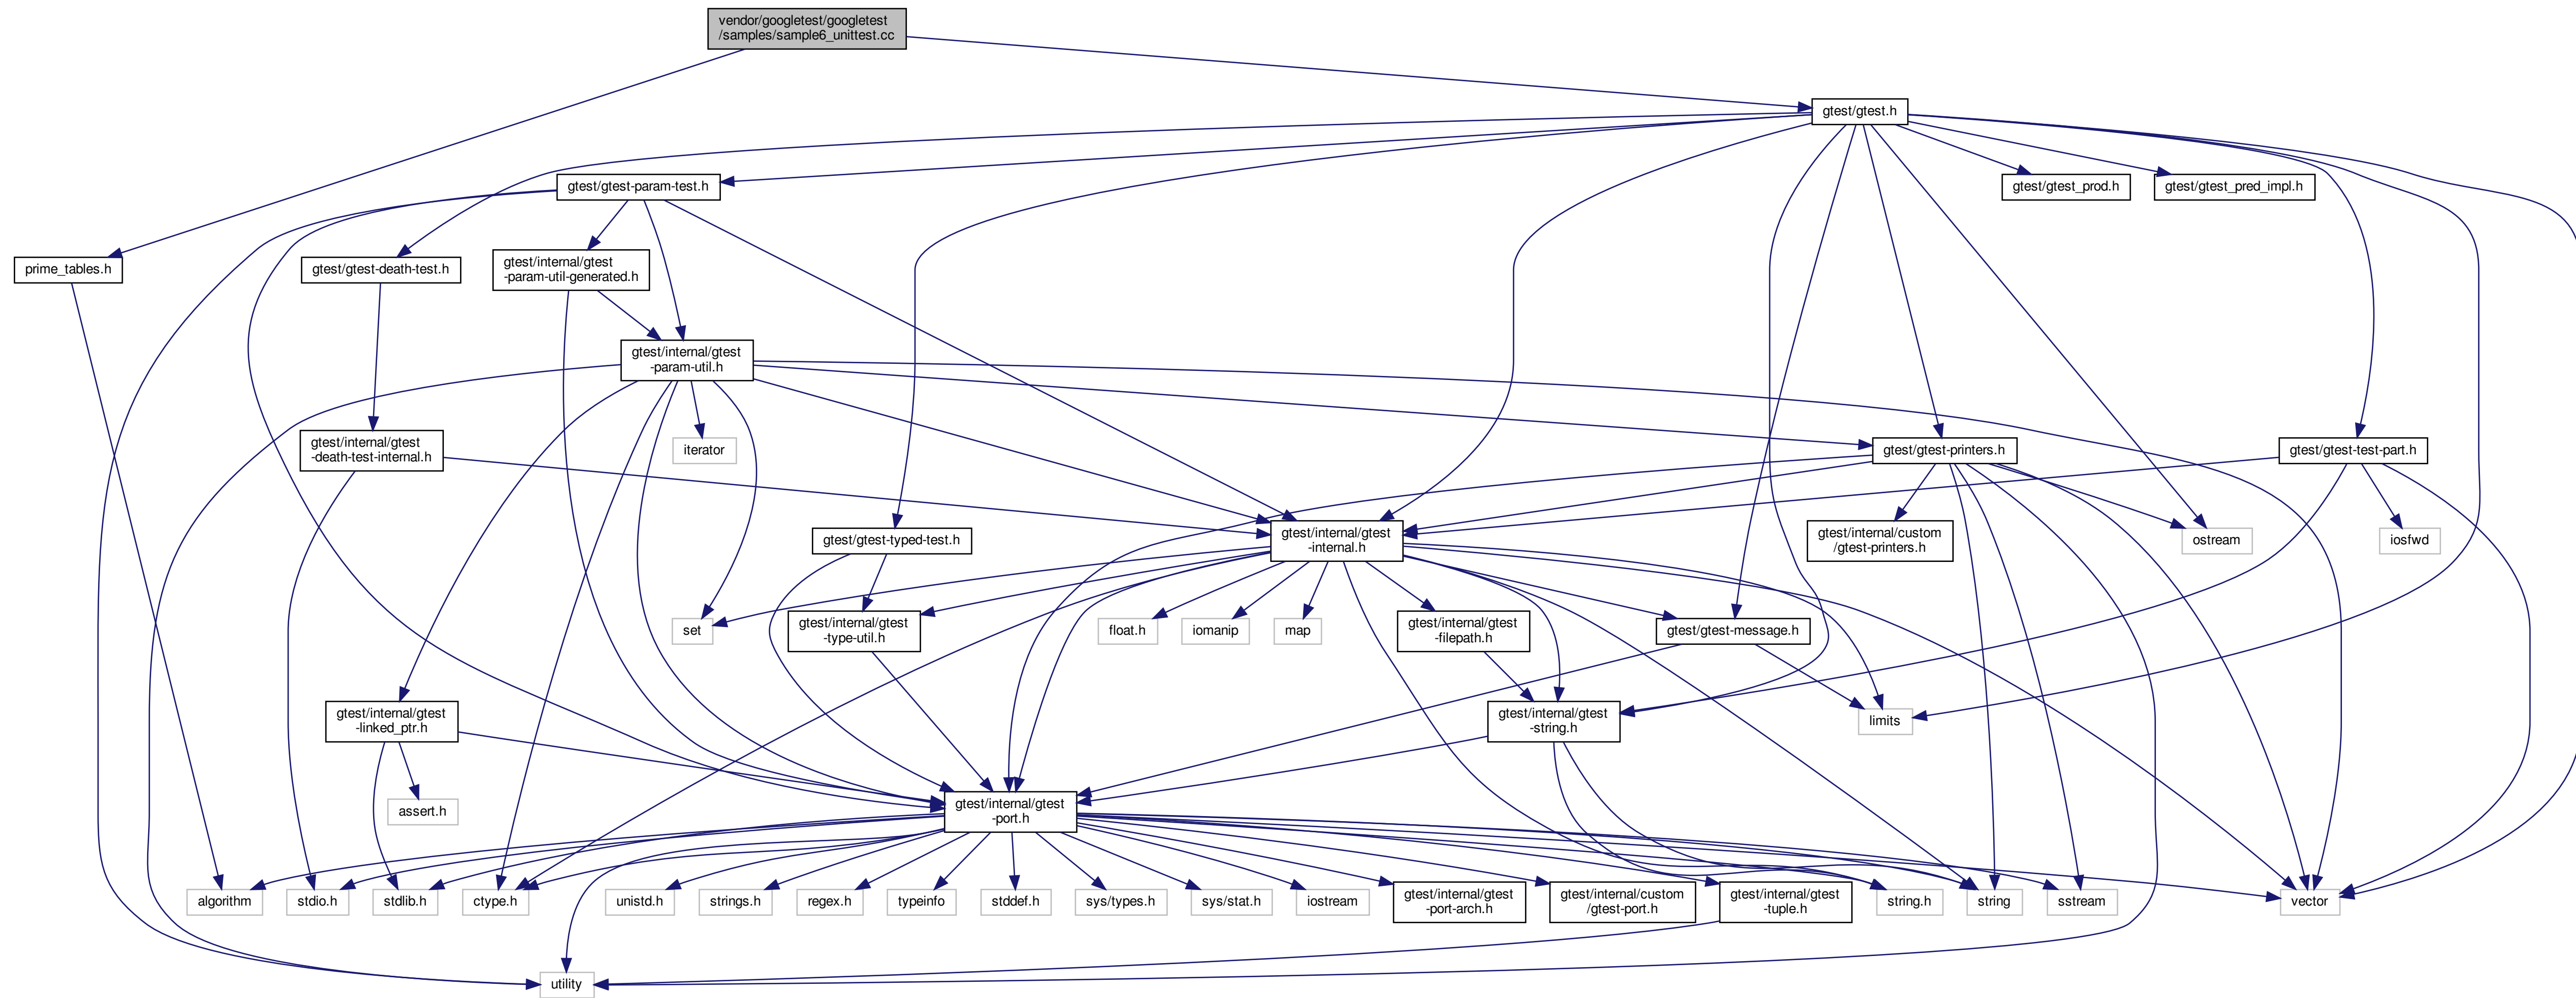 vendor/googletest/googletest
/samples/sample6_unittest.cc
gtest/gtest.h
gtest/gtest-param-test.h
gtest/gtest_prod.h
gtest/gtest_pred_impl.h
prime_tables.h
gtest/gtest-death-test.h
gtest/internal/gtest
-param-util-generated.h
gtest/internal/gtest
-param-util.h
gtest/internal/gtest
-death-test-internal.h
iterator
gtest/gtest-printers.h
gtest/gtest-test-part.h
gtest/gtest-typed-test.h
gtest/internal/gtest
-internal.h
gtest/internal/custom
/gtest-printers.h
ostream
iosfwd
set
gtest/internal/gtest
-type-util.h
float.h
iomanip
map
gtest/internal/gtest
-filepath.h
gtest/gtest-message.h
gtest/internal/gtest
-linked_ptr.h
gtest/internal/gtest
-string.h
limits
assert.h
gtest/internal/gtest
-port.h
algorithm
stdio.h
stdlib.h
ctype.h
unistd.h
strings.h
regex.h
typeinfo
stddef.h
sys/types.h
sys/stat.h
iostream
gtest/internal/gtest
-port-arch.h
gtest/internal/custom
/gtest-port.h
gtest/internal/gtest
-tuple.h
string.h
string
sstream
vector
utility